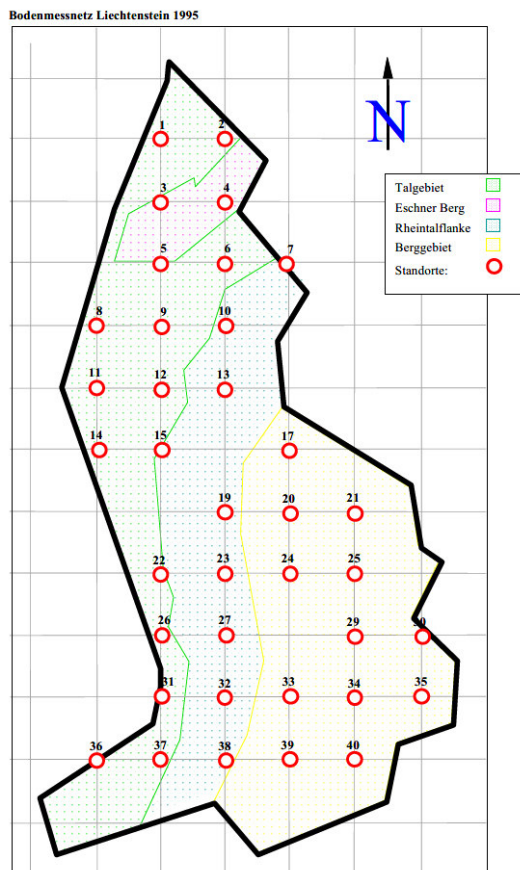 Bodenmessnetz Liechtenstein 1995
N
1 2
3 4
Talgebiet
Eschner Berg
Rheintalflanke
Berggebiet
Standorte:
5 6 7
8 9 10
11 12 13
14 15 17
19 20 21
22 23 24 25
26 27 29 30
31 32 33 34 35
36 37 38 39 40